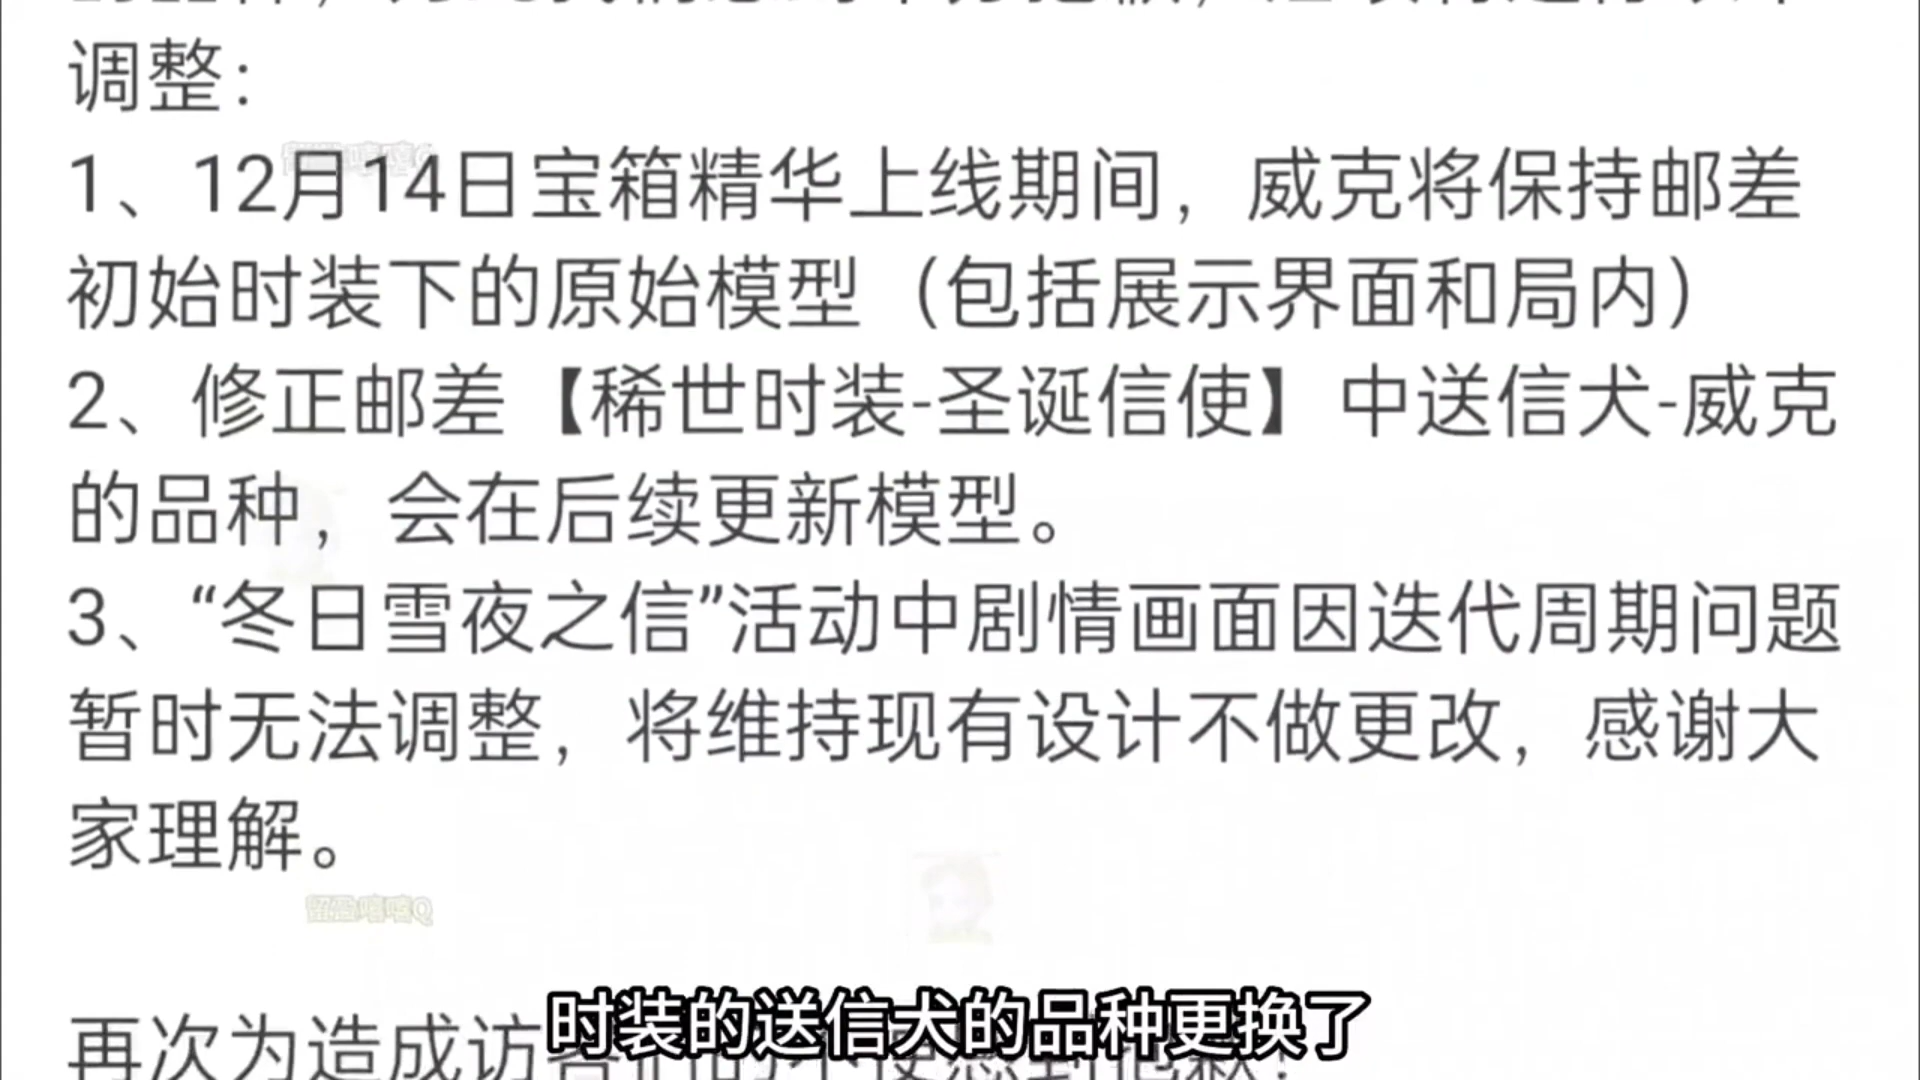 调整：
1、12月14日宝箱精华上线期间，威克将保持邮差
初始时装下的原始模型（包括展示界面和局内）
2、修正邮差【稀世时装-圣诞信使】中送信犬-威克
的品种，会在后续更新模型。
3、“冬日雪夜之信”活动中剧情画面因迭代周期问题
暂时无法调整，将维持现有设计不做更改，感谢大
家理解。
再次为造成访
时装的送信犬的品种更换了